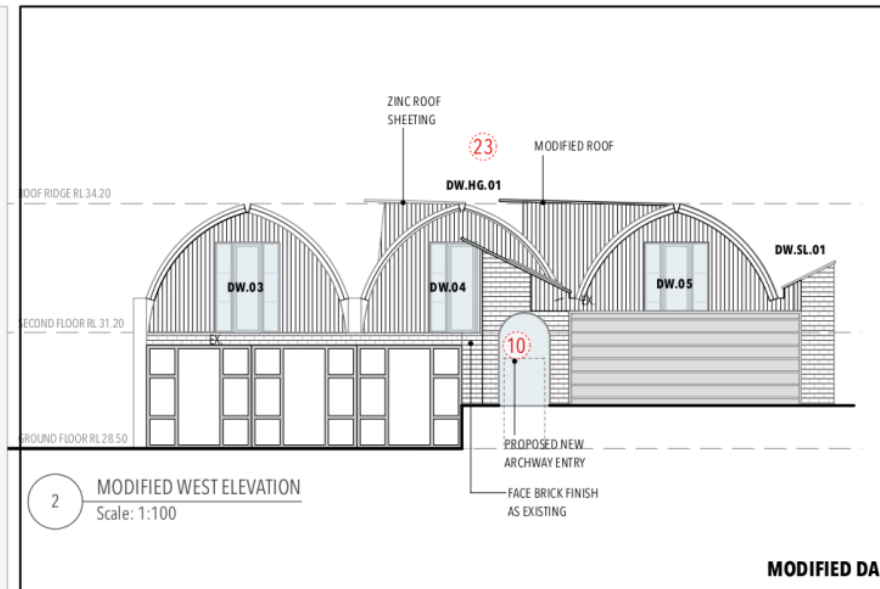 ZINC ROOF
SHEETING
23
MODIFIED ROOF
DW.HG.01
ROOF RIDGE RL 34.20
DW.SL.01
DW.03
DW.04
DW.05
EX.
SECOND FLOOR RL 31.20
EX.
10
GROUND FLOOR RL 28.50
PROPOSED NEW
ARCHWAY ENTRY
2
MODIFIED WEST ELEVATION
Scale: 1:100
FACE BRICK FINISH
AS EXISTING
MODIFIED DA